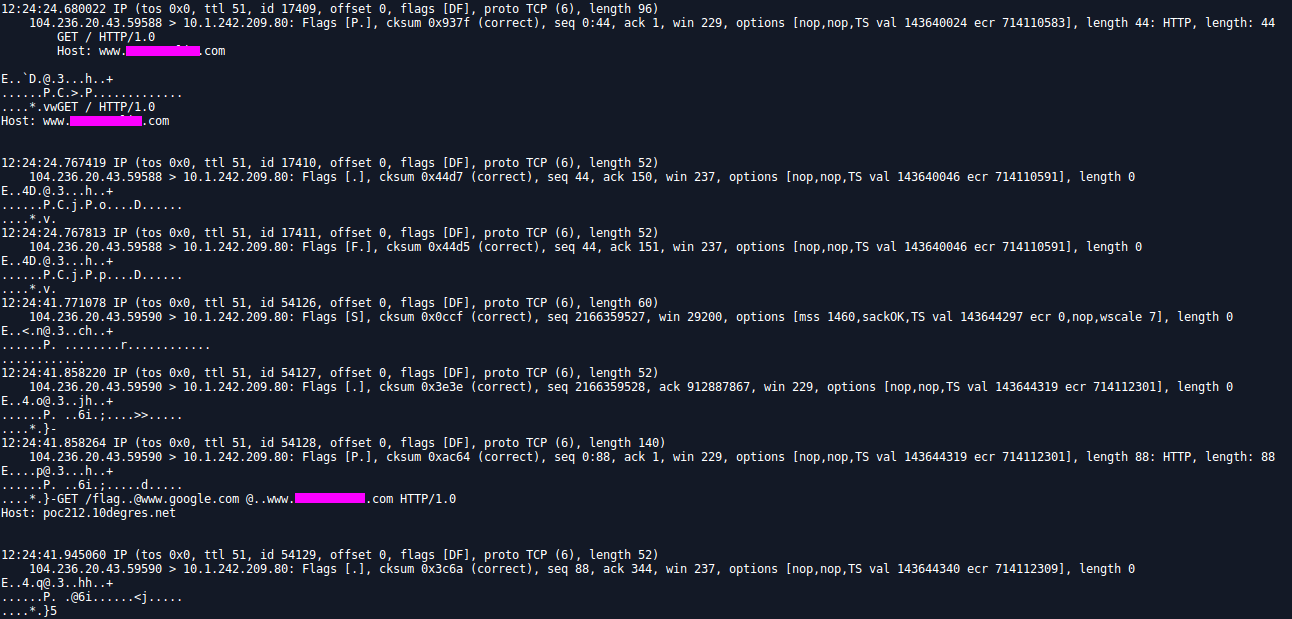 12:24:24.680022 IP (tos 0x0, ttl 51, id 17409, offset 0, flags [DF], proto TCP (6), length 96)
104.236.20.43.59588 > 10.1.242.209.80: Flags [P.], cksum 0x937f (correct), seq 0:44, ack 1, win 229, options [nop,nop,TS val 143640024 ecr 714110583], length 44: HTTP, length: 44
GET / HTTP/1.0
Host: www. .com
E..`D.@.3...h..+
......P.C.>.P.............
....*.vwGET / HTTP/1.0
Host: www. .com
12:24:24.767419 IP (tos 0x0, ttl 51, id 17410, offset 0, flags [DF], proto TCP (6), length 52)
104.236.20.43.59588 > 10.1.242.209.80: Flags [.], cksum 0x44d7 (correct), seq 44, ack 150, win 237, options [nop,nop,TS val 143640046 ecr 714110591], length 0
E..4D.@.3...h..+
......P.C.j.P.o....D......
....*.v.
12:24:24.767813 IP (tos 0x0, ttl 51, id 17411, offset 0, flags [DF], proto TCP (6), length 52)
104.236.20.43.59588 > 10.1.242.209.80: Flags [F.], cksum 0x44d5 (correct), seq 44, ack 151, win 237, options [nop,nop,TS val 143640046 ecr 714110591], length 0
E..4D.@.3...h..+
......P.C.j.P.p....D......
....*.v.
12:24:41.771078 IP (tos 0x0, ttl 51, id 54126, offset 0, flags [DF], proto TCP (6), length 60)
104.236.20.43.59590 > 10.1.242.209.80: Flags [S], cksum 0x0ccf (correct), seq 2166359527, win 29200, options [mss 1460,sackOK,TS val 143644297 ecr 0,nop,wscale 7], length 0
E..<.n@.3..ch..+
......P. ........r............
............
12:24:41.858220 IP (tos 0x0, ttl 51, id 54127, offset 0, flags [DF], proto TCP (6), length 52)
104.236.20.43.59590 > 10.1.242.209.80: Flags [.], cksum 0x3e3e (correct), seq 2166359528, ack 912887867, win 229, options [nop,nop,TS val 143644319 ecr 714112301], length 0
E..4.o@.3..jh..+
......P. ..6i.;....>>.....
....*.}-
12:24:41.858264 IP (tos 0x0, ttl 51, id 54128, offset 0, flags [DF], proto TCP (6), length 140)
104.236.20.43.59590 > 10.1.242.209.80: Flags [P.], cksum 0xac64 (correct), seq 0:88, ack 1, win 229, options [nop,nop,TS val 143644319 ecr 714112301], length 88: HTTP, length: 88
E....p@.3...h..+
......P. ..6i.;.....d.....
....*.}-GET /flag..@www.google.com @..www. .com HTTP/1.0
Host: poc212.10degres.net
12:24:41.945060 IP (tos 0x0, ttl 51, id 54129, offset 0, flags [DF], proto TCP (6), length 52)
104.236.20.43.59590 > 10.1.242.209.80: Flags [.], cksum 0x3c6a (correct), seq 88, ack 344, win 237, options [nop,nop,TS val 143644340 ecr 714112309], length 0
E..4.q@.3..hh..+
......P. .@6i......<j.....
....*.}5